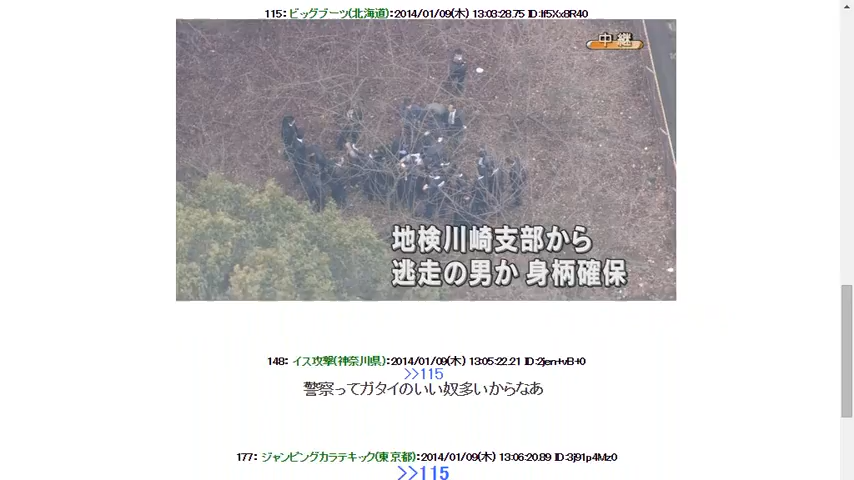 115: ビッグブーツ(北海道):2014/01/09(木) 13:03:28.75 ID:lf5Xx8R40
中継
地検川崎支部から
逃走の男か 身柄確保
148: イス攻撃(神奈川県):2014/01/09(木) 13:05:22.21 ID:2jen+vB+0
>>115
警察ってガタイのいい奴多いからなあ
177: ジャンピングカラテキック(東京都):2014/01/09(木) 13:06:20.89 ID:3j91p4Mz0
>>115